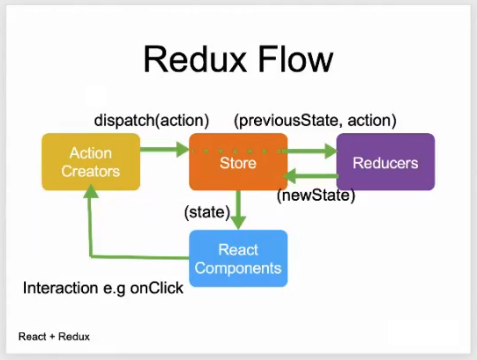 Redux Flow
dispatch(action)
(previousState, action)
Action
Creators
Store
Reducers
(newState)
(state)
React
Components
Interaction e.g onClick
React + Redux